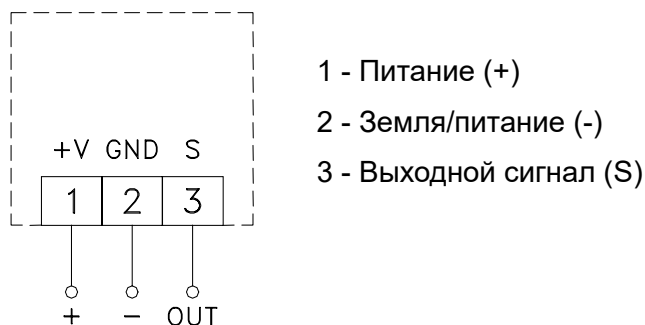 +V GND S
1 2 3
+ − OUT
1 - Питание (+)
2 - Земля/питание (-)
3 - Выходной сигнал (S)